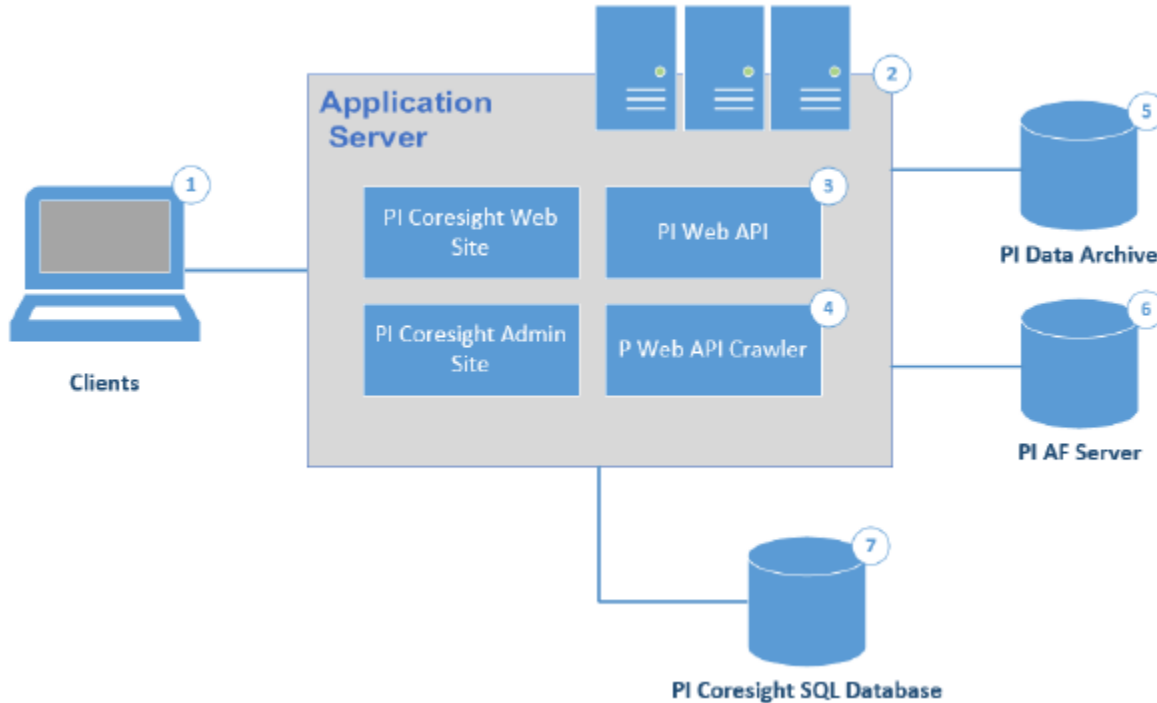 Application
Server
2
5
1
PI Coresight Web
Site
3
PI Web API
PI Data Archive
PI Coresight Admin
Site
4
P Web API Crawler
6
Clients
PI AF Server
7
PI Coresight SQL Database